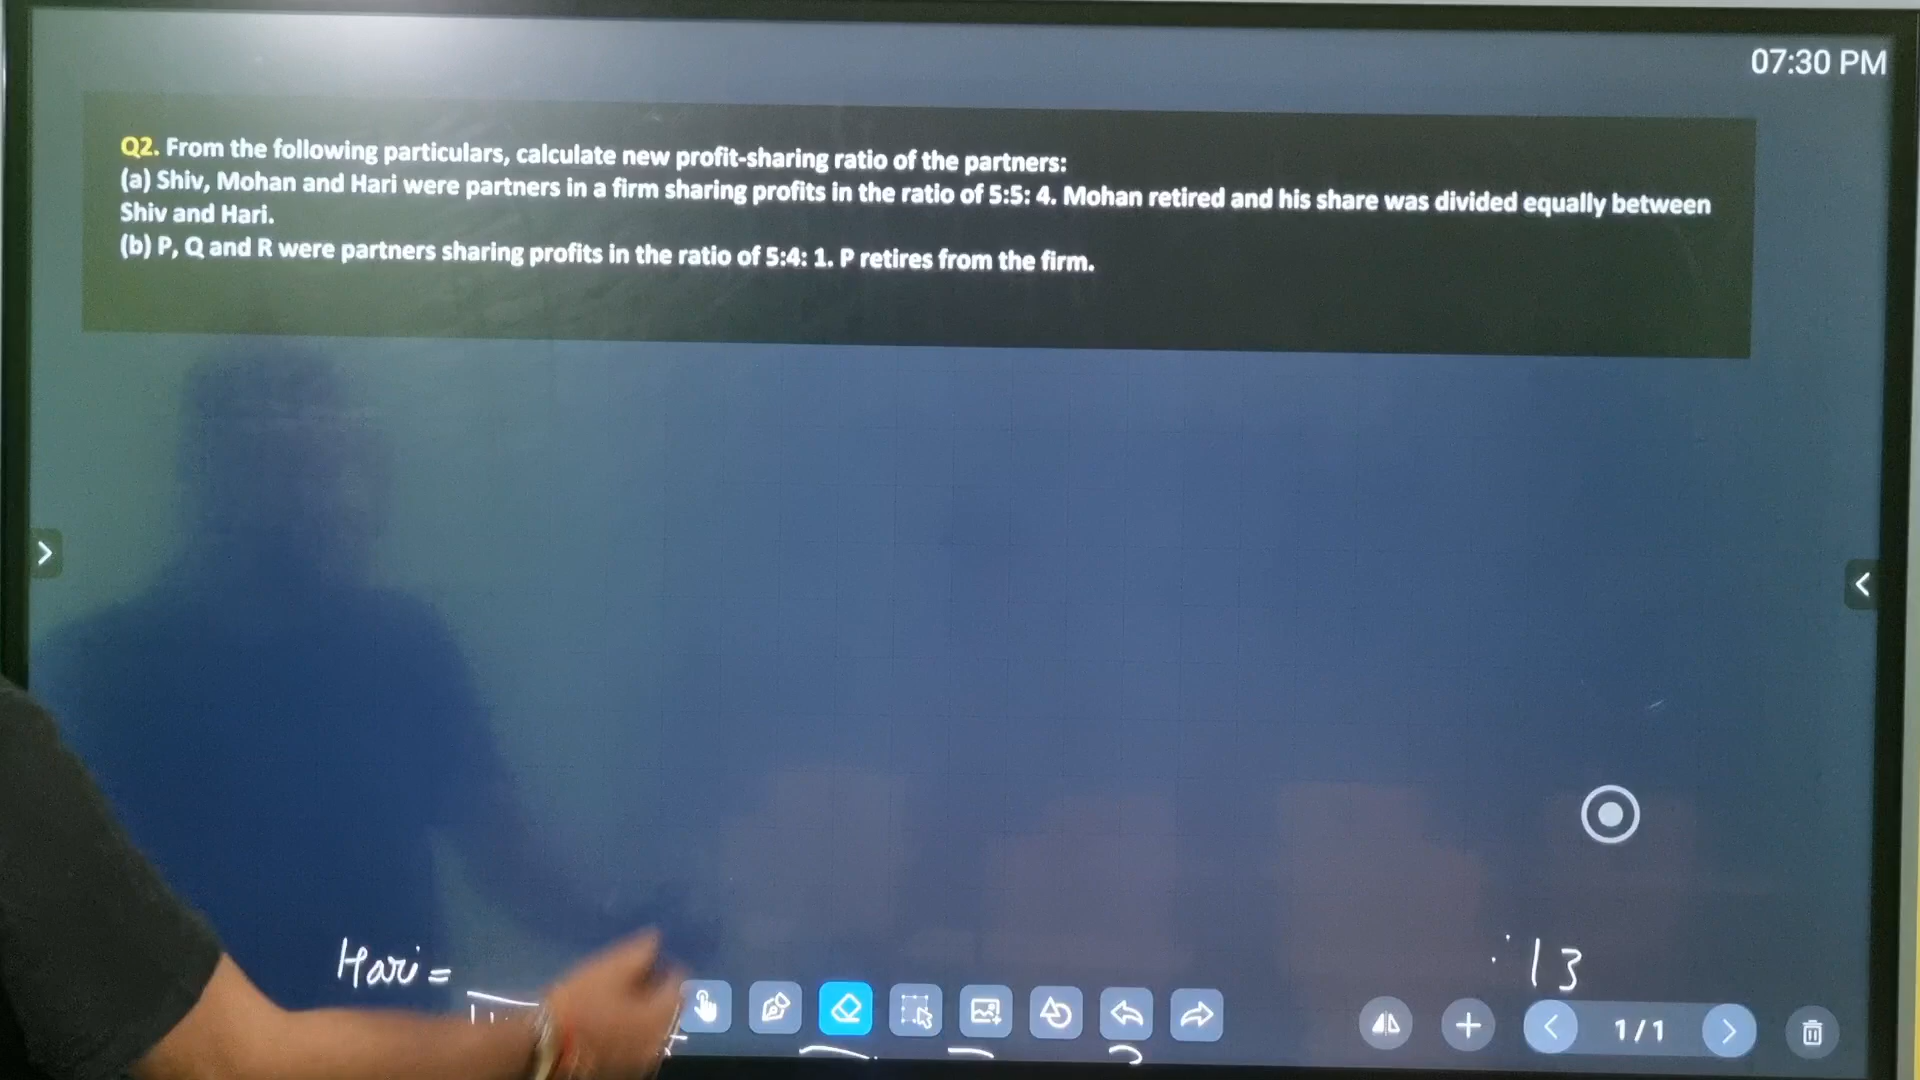 07:30 PM
Q2. From the following particulars, calculate new profit-sharing ratio of the partners:
(a) Shiv, Mohan and Hari were partners in a firm sharing profits in the ratio of 5:5: 4. Mohan retired and his share was divided equally between
Shiv and Hari.
(b) P, Q and R were partners sharing profits in the ratio of 5:4: 1. P retires from the firm.
Hari =
: 13
1/1